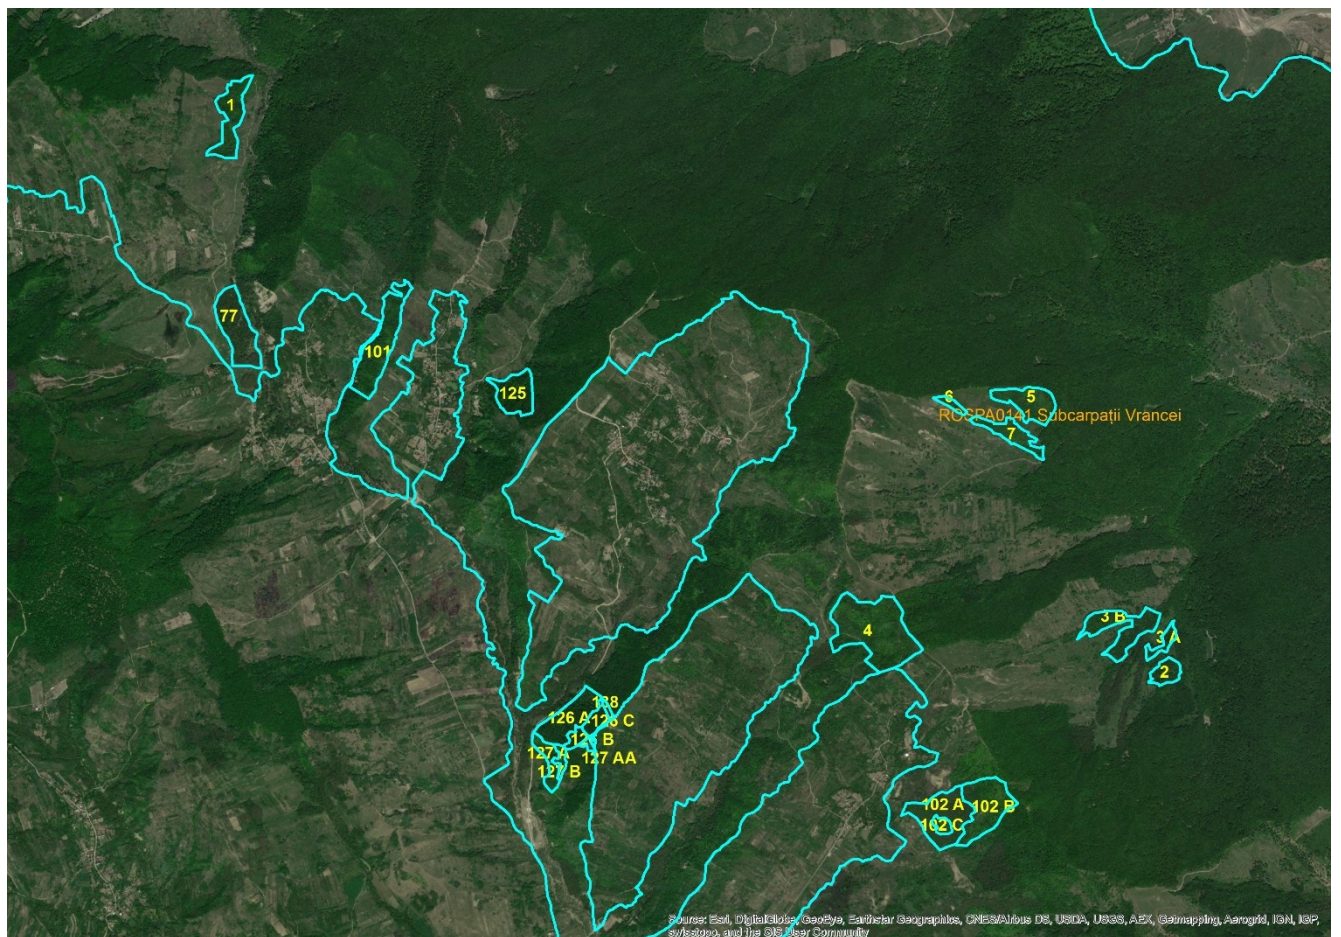 1
77
101
125
6
5
ROSPA0141 Subcarpații Vrancei
7
3 B
4
3 A
2
138
126 A
126 C
126 B
127 A
127 AA
127 B
102 A
102 B
102 C
Source: Esri, DigitalGlobe, GeoEye, Earthstar Geographics, CNES/Airbus DS, USDA, USGS, AEX, Getmapping, Aerogrid, IGN, IGP,
swisstopo, and the GIS User Community